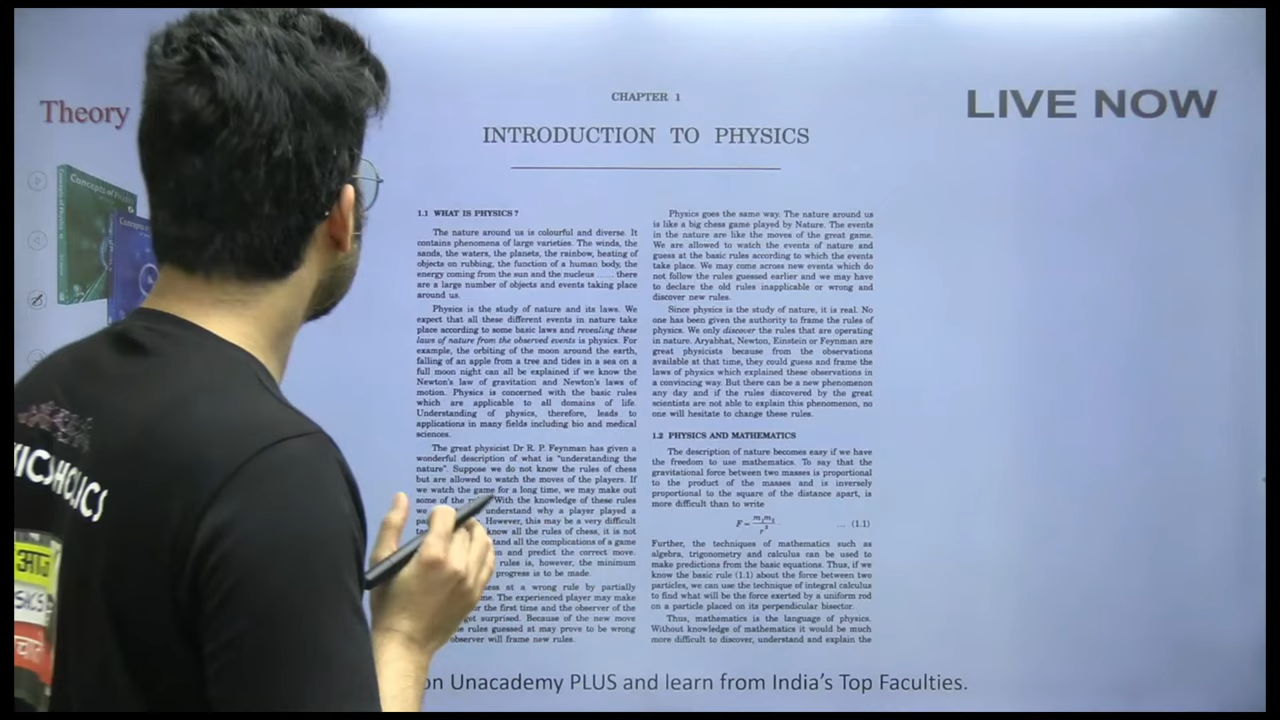 Theory
LIVE NOW
Concepts of
CHAPTER 1
INTRODUCTION TO PHYSICS
1.1 WHAT IS PHYSICS?
The nature around us is colourful and diverse. It
contains phenomena of large varieties. The winds, the
sands, the waters, the planets, the rainbow, heating of
objects on rubbing, the function of a human body, the
energy coming from the sun and the nucleus ...... there
are a large number of objects and events taking place
around us.
Physics is the study of nature and its laws. We
expect that all these different events in nature take
place according to some basic laws and revealing these
laws of nature from the observed events is physics. For
example, the orbiting of the moon around the earth,
falling of an apple from a tree and tides in a sea on a
full moon night can all be explained if we know the
Newton's law of gravitation and Newton's laws of
motion. Physics is concerned with the basic rules
which are applicable to all domains of life.
Understanding of physics, therefore, leads to
applications in many fields including bio and medical
sciences.
The great physicist Dr R. P. Feynman has given a
wonderful description of what is "understanding the
nature". Suppose we do not know the rules of chess
but are allowed to watch the moves of the players. If
we watch the game for a long time, we may make out
some of the With the knowledge of these rules
we understand why a player played a
However, this may be a very difficult
know all the rules of chess, it is not
all the complications of a game
and predict the correct move.
rules is, however, the minimum
progress is to be made.
at a wrong rule by partially
The experienced player may make
the first time and the observer of the
get surprised. Because of the new move
rules guessed at may prove to be wrong
observer will frame new rules.
Physics goes the same way. The nature around us
is like a big chess game played by Nature. The events
in the nature are like the moves of the great game.
We are allowed to watch the events of nature and
guess at the basic rules according to which the events
take place. We may come across new events which do
not follow the rules guessed earlier and we may have
to declare the old rules inapplicable or wrong and
discover new rules.
Since physics is the study of nature, it is real. No
one has been given the authority to frame the rules of
physics. We only discover the rules that are operating
in nature. Aryabhat, Newton, Einstein or Feynman are
great physicists because from the observations
available at that time, they could guess and frame the
laws of physics which explained these observations in
a convincing way. But there can be a new phenomenon
any day and if the rules discovered by the great
scientists are not able to explain this phenomenon, no
one will hesitate to change these rules.
1.2 PHYSICS AND MATHEMATICS
The description of nature becomes easy if we have
the freedom to use mathematics. To say that the
gravitational force between two masses is proportional
to the product of the masses and is inversely
proportional to the square of the distance apart, is
more difficult than to write
F = m₁m₂/r² ... (1.1)
Further, the techniques of mathematics such as
algebra, trigonometry and calculus can be used to
make predictions from the basic equations. Thus, if we
know the basic rule (1.1) about the force between two
particles, we can use the technique of integral calculus
to find what will be the force exerted by a uniform rod
on a particle placed on its perpendicular bisector.
Thus, mathematics is the language of physics.
Without knowledge of mathematics it would be much
more difficult to discover, understand and explain the
on Unacademy PLUS and learn from India's Top Faculties.